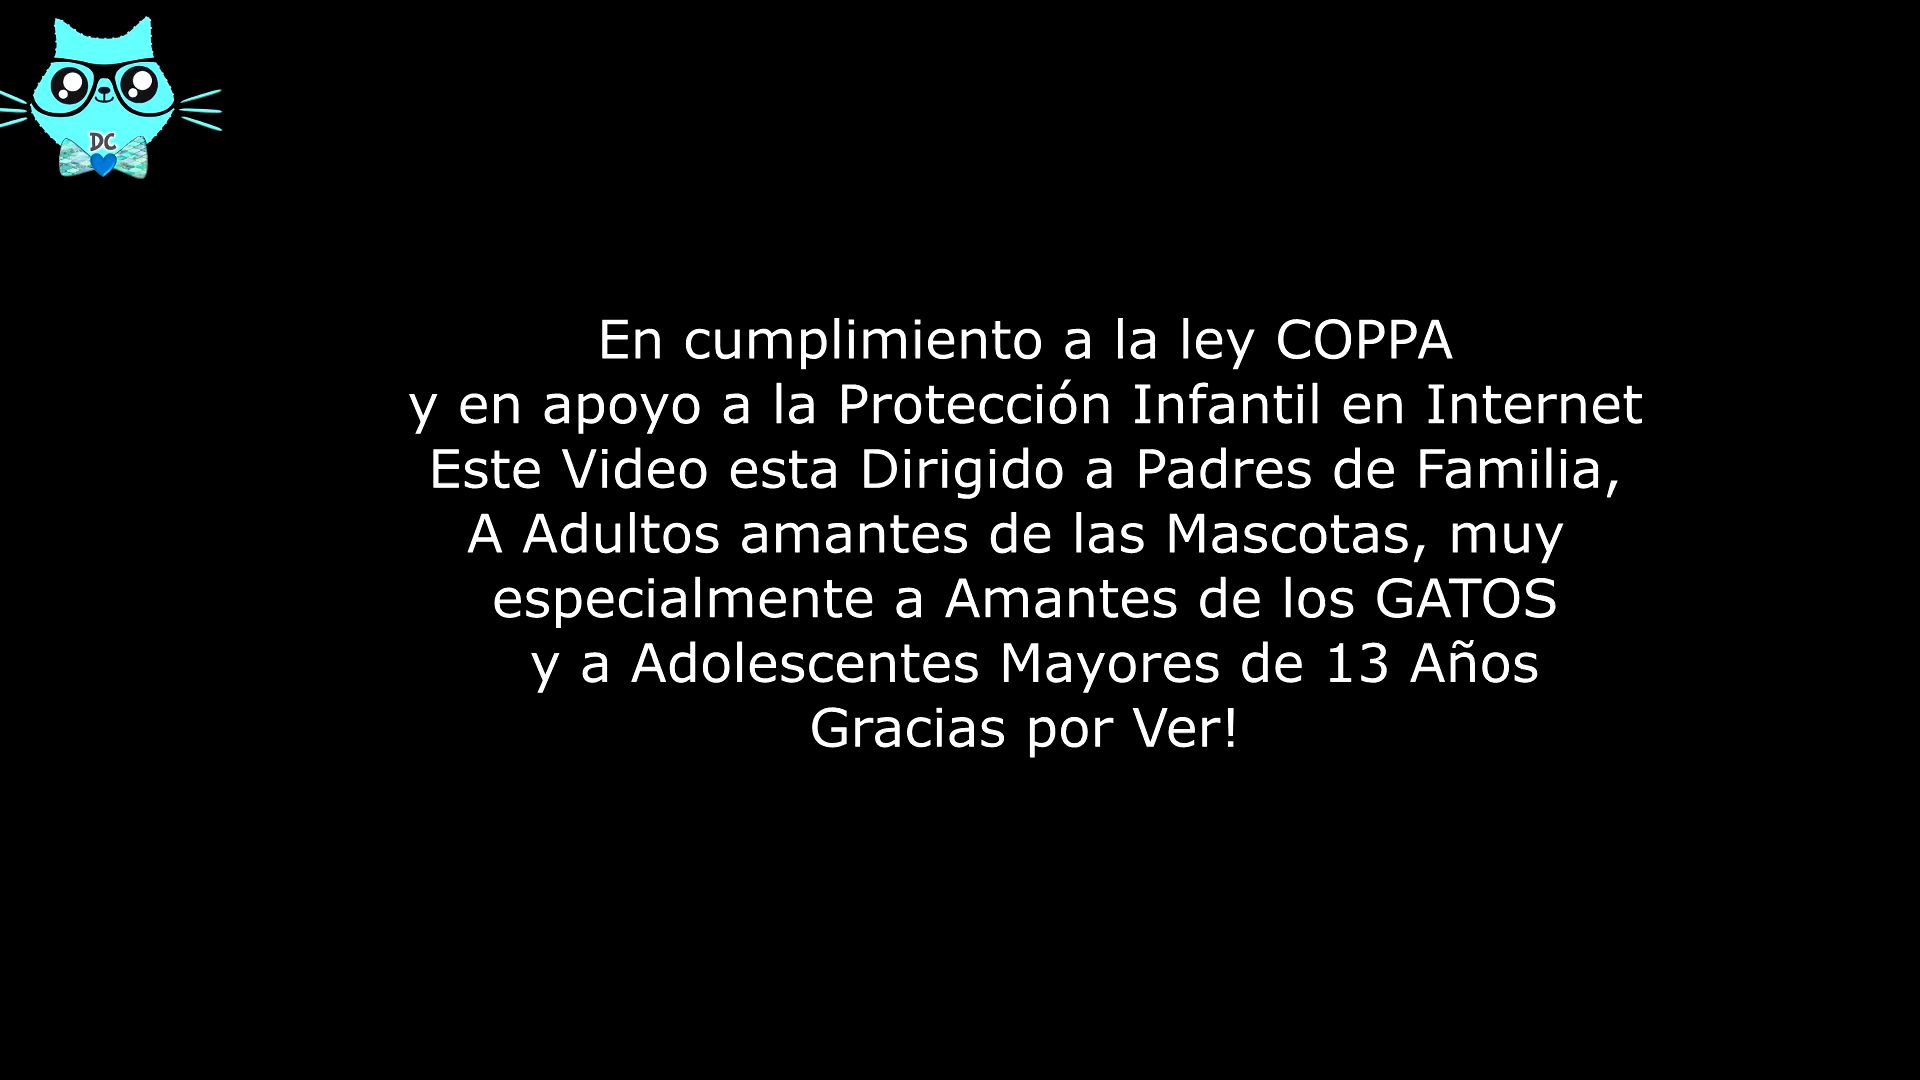 DC
En cumplimiento a la ley COPPA
y en apoyo a la Protección Infantil en Internet
Este Video esta Dirigido a Padres de Familia,
A Adultos amantes de las Mascotas, muy
especialmente a Amantes de los GATOS
y a Adolescentes Mayores de 13 Años
Gracias por Ver!